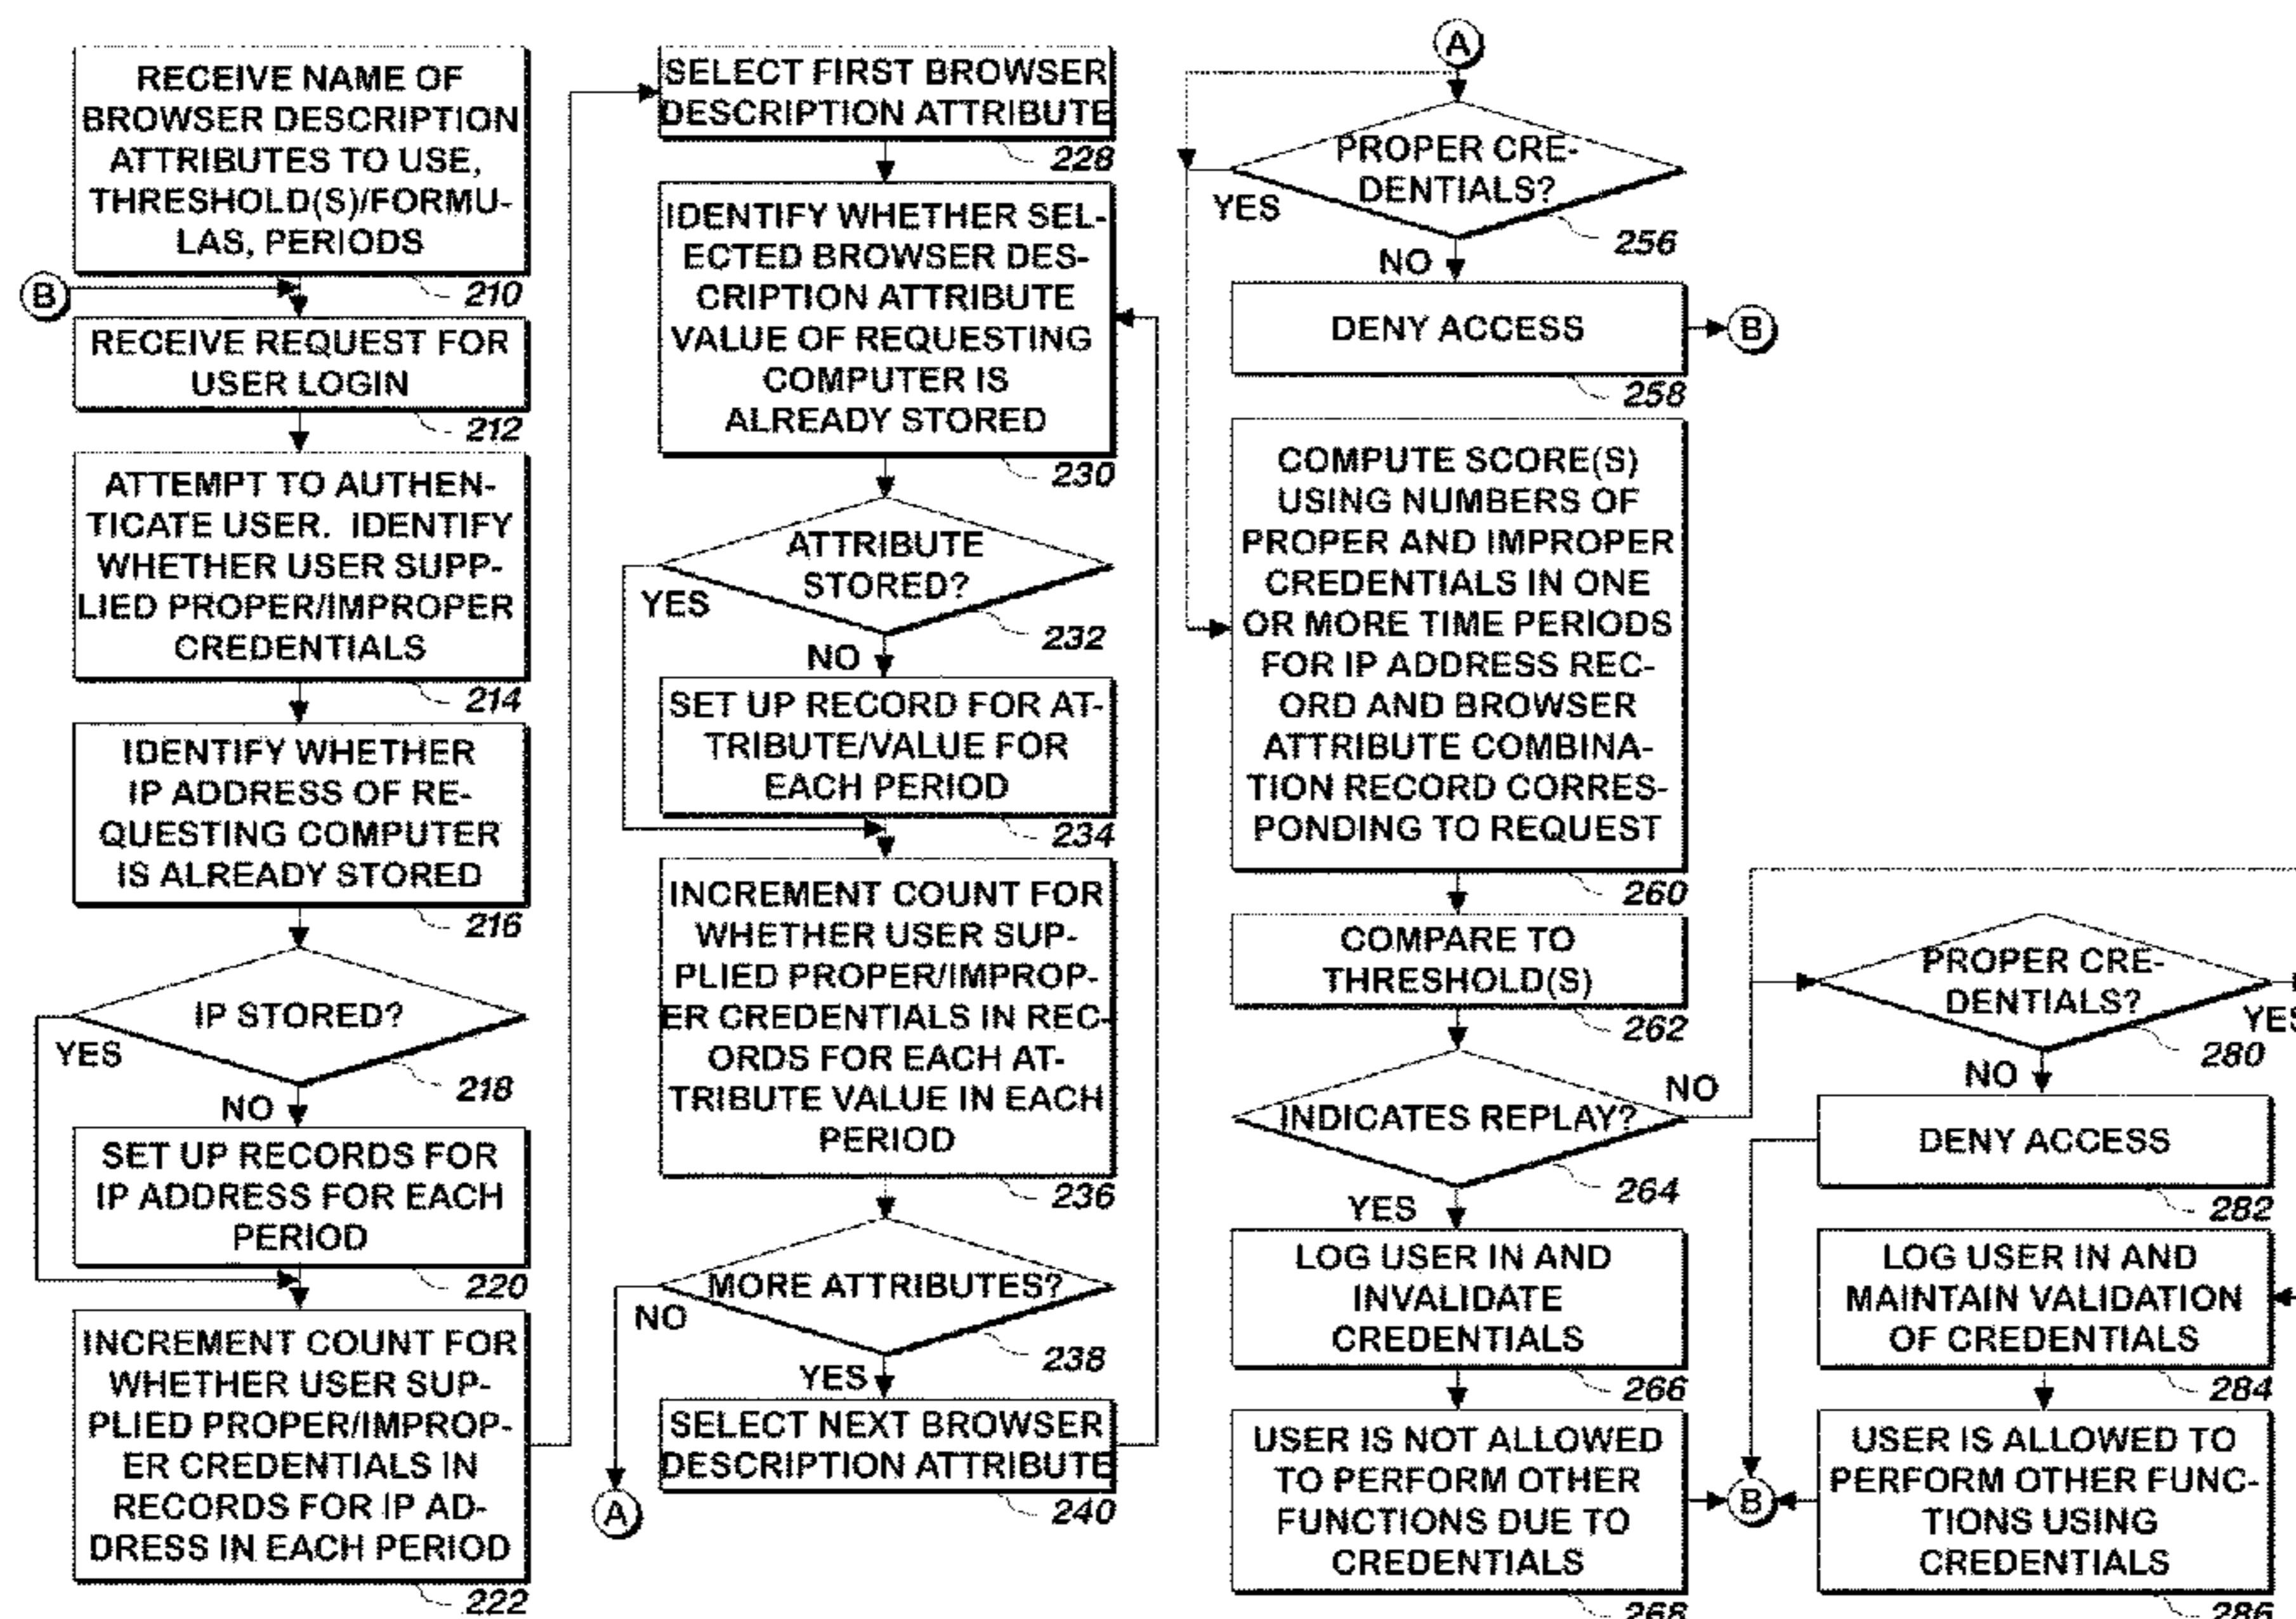 RECEIVE NAME OF
BROWSER DESCRIPTION
ATTRIBUTES TO USE,
THRESHOLD(S)/FORMU-
LAS, PERIODS
210
B
RECEIVE REQUEST FOR
USER LOGIN
212
ATTEMPT TO AUTHEN-
TICATE USER. IDENTIFY
WHETHER USER SUPP-
LIED PROPER/IMPROPER
CREDENTIALS
214
IDENTIFY WHETHER
IP ADDRESS OF RE-
QUESTING COMPUTER
IS ALREADY STORED
216
IP STORED?
YES
218
NO
SET UP RECORDS FOR
IP ADDRESS FOR EACH
PERIOD
220
INCREMENT COUNT FOR
WHETHER USER SUP-
PLIED PROPER/IMPROP-
ER CREDENTIALS IN
RECORDS FOR IP AD-
DRESS IN EACH PERIOD
222
SELECT FIRST BROWSER
DESCRIPTION ATTRIBUTE
228
IDENTIFY WHETHER SEL-
ECTED BROWSER DES-
CRIPTION ATTRIBUTE
VALUE OF REQUESTING
COMPUTER IS
ALREADY STORED
230
ATTRIBUTE
STORED?
YES
232
NO
SET UP RECORD FOR AT-
TRIBUTE/VALUE FOR
EACH PERIOD
234
INCREMENT COUNT FOR
WHETHER USER SUP-
PLIED PROPER/IMPROP-
ER CREDENTIALS IN REC-
ORDS FOR EACH AT-
TRIBUTE VALUE IN EACH
PERIOD
236
MORE ATTRIBUTES?
NO
238
YES
SELECT NEXT BROWSER
DESCRIPTION ATTRIBUTE
240
A
A
PROPER CRE-
DENTIALS?
YES
256
NO
DENY ACCESS
B
258
COMPUTE SCORE(S)
USING NUMBERS OF
PROPER AND IMPROPER
CREDENTIALS IN ONE
OR MORE TIME PERIODS
FOR IP ADDRESS REC-
ORD AND BROWSER
ATTRIBUTE COMBINA-
TION RECORD CORRES-
PONDING TO REQUEST
260
COMPARE TO
THRESHOLD(S)
262
INDICATES REPLAY?
NO
264
YES
LOG USER IN AND
INVALIDATE
CREDENTIALS
266
USER IS NOT ALLOWED
TO PERFORM OTHER
FUNCTIONS DUE TO
CREDENTIALS
268
B
PROPER CRE-
DENTIALS?
YES
280
NO
DENY ACCESS
282
LOG USER IN AND
MAINTAIN VALIDATION
OF CREDENTIALS
284
USER IS ALLOWED TO
PERFORM OTHER FUNC-
TIONS USING
CREDENTIALS
286